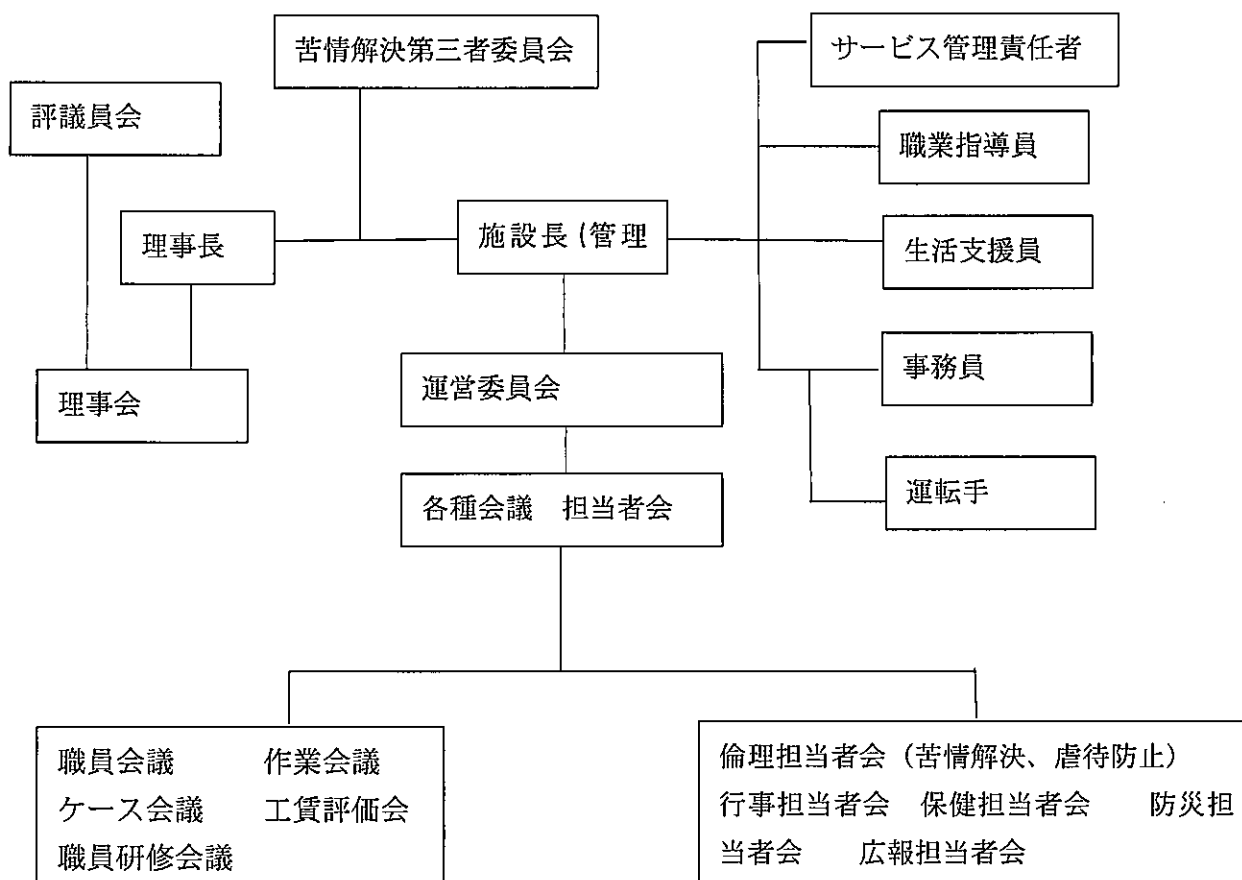 苦情解決第三者委員会
サービス管理責任者
評議員会
職業指導員
理事長
施設長(管理
生活支援員
理事会
運営委員会
事務員
各種会議　担当者会
運転手
職員会議　　　作業会議
ケース会議　　工賃評価会
職員研修会議
倫理担当者会（苦情解決、虐待防止）
行事担当者会　保健担当者会　　防災担
当者会　　広報担当者会